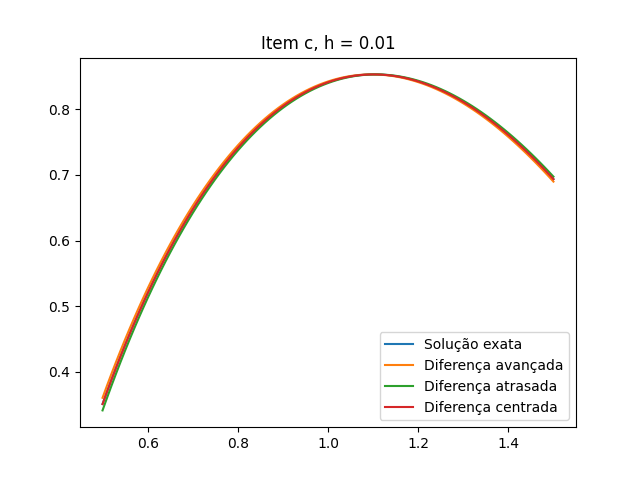 Item c, h = 0.01
0.8
0.7
0.6
0.5
0.4
Solução exata
Diferença avançada
Diferença atrasada
Diferença centrada
0.6 0.8 1.0 1.2 1.4